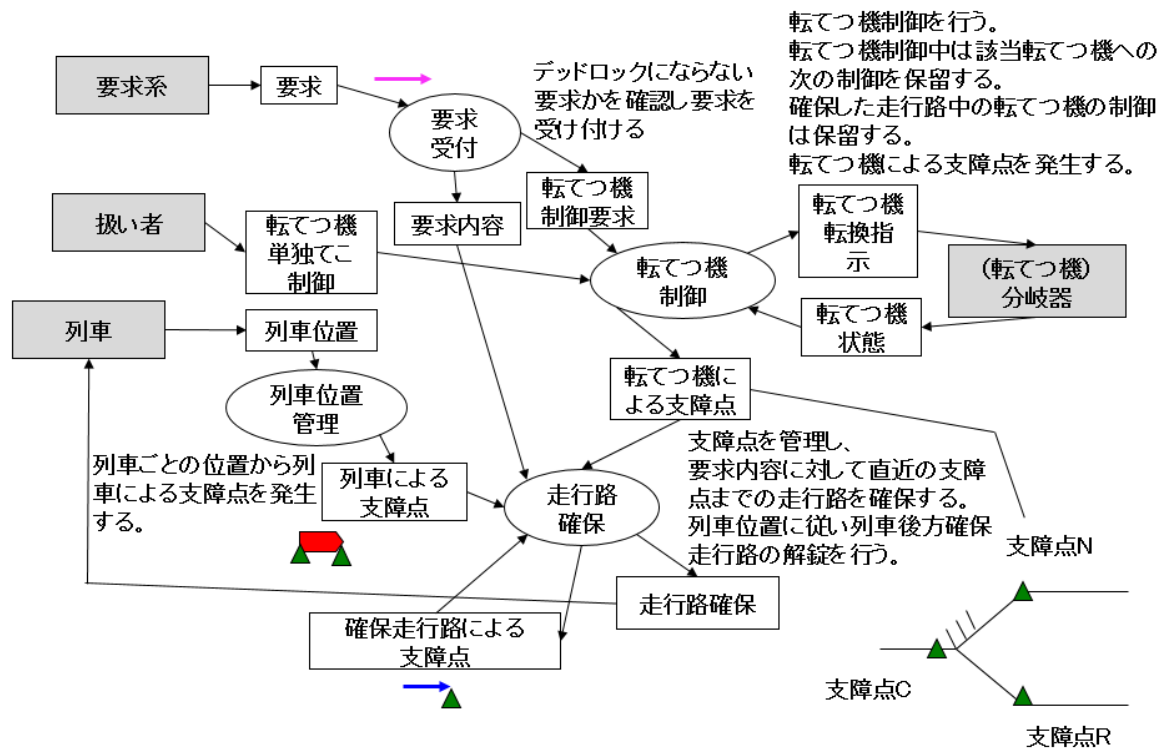 転てつ機制御を行う。
転てつ機制御中は該当転てつ機への
次の制御を保留する。
確保した走行路中の転てつ機の制御
は保留する。
転てつ機による支障点を発生する。
デッドロックにならない
要求かを確認し要求を
受け付ける
要求系
要求
要求
受付
転てつ機
制御要求
要求内容
扱い者
転てつ機
単独てこ
制御
転てつ機
制御
転てつ機
転換指
示
(転てつ機)
分岐器
転てつ機
状態
列車
列車位置
列車位置
管理
転てつ機に
よる支障点
列車ごとの位置から列
車による支障点を発生
する。
列車による
支障点
走行路
確保
支障点を管理し、
要求内容に対して直近の支障
点までの走行路を確保する。
列車位置に従い列車後方確保
走行路の解錠を行う。
走行路確保
確保走行路による
支障点
支障点N
支障点C
支障点R